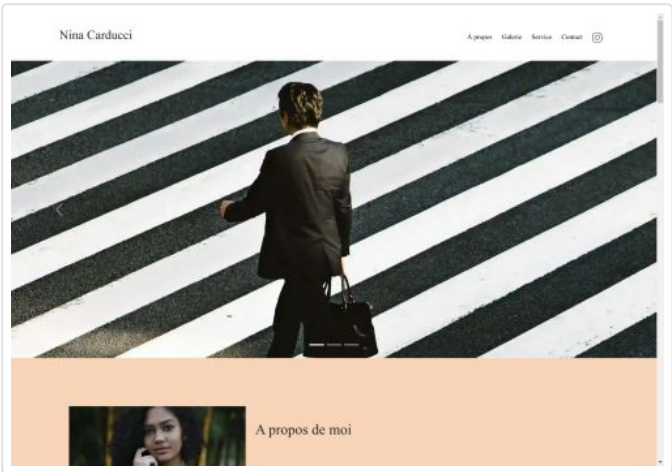 Nina Carducci
A propos Galerie Service Contact
A propos de moi